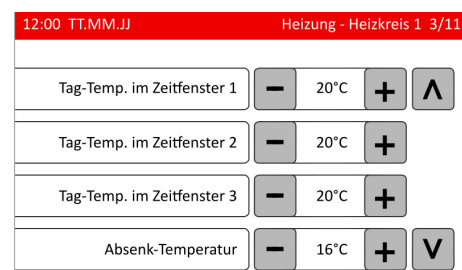 12:00 TT.MM.JJ Heizung - Heizkreis 1 3/11
Tag-Temp. im Zeitfenster 1 − 20°C + Λ
Tag-Temp. im Zeitfenster 2 − 20°C +
Tag-Temp. im Zeitfenster 3 − 20°C +
Absenk-Temperatur − 16°C + V